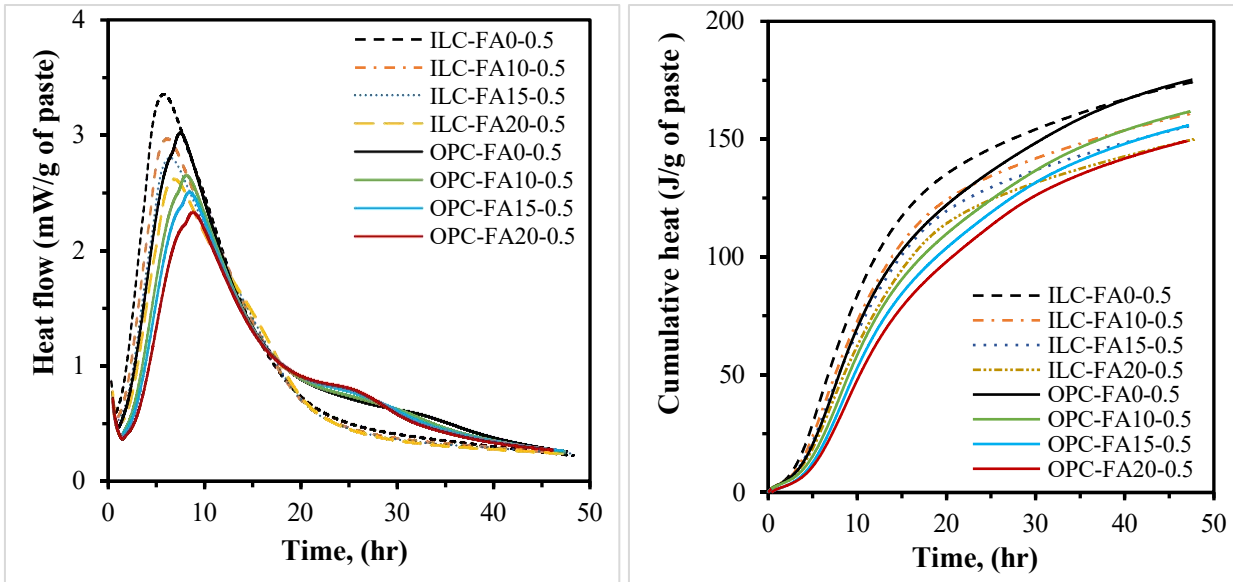 Heat flow (mW/g of paste)
4
3
2
1
0
0
10
20
30
40
50
Time, (hr)
ILC-FA0-0.5
ILC-FA10-0.5
ILC-FA15-0.5
ILC-FA20-0.5
OPC-FA0-0.5
OPC-FA10-0.5
OPC-FA15-0.5
OPC-FA20-0.5
Cumulative heat (J/g of paste )
200
150
100
50
0
0
10
20
30
40
50
Time, (hr)
ILC-FA0-0.5
ILC-FA10-0.5
ILC-FA15-0.5
ILC-FA20-0.5
OPC-FA0-0.5
OPC-FA10-0.5
OPC-FA15-0.5
OPC-FA20-0.5